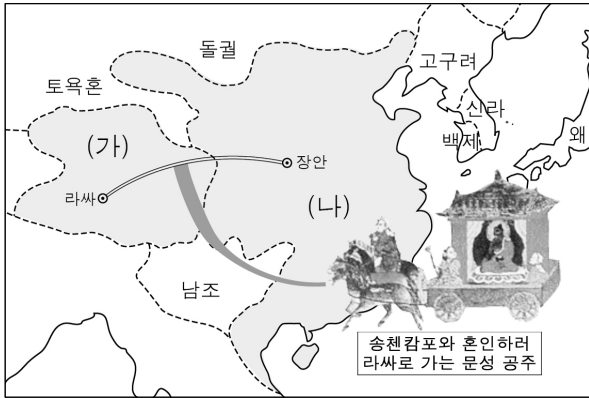 돌궐
고구려
토욕혼
신라
(가)
백제
왜
장안
라싸
(나)
남조
송첸캄포와 혼인하러
라싸로 가는 문성 공주